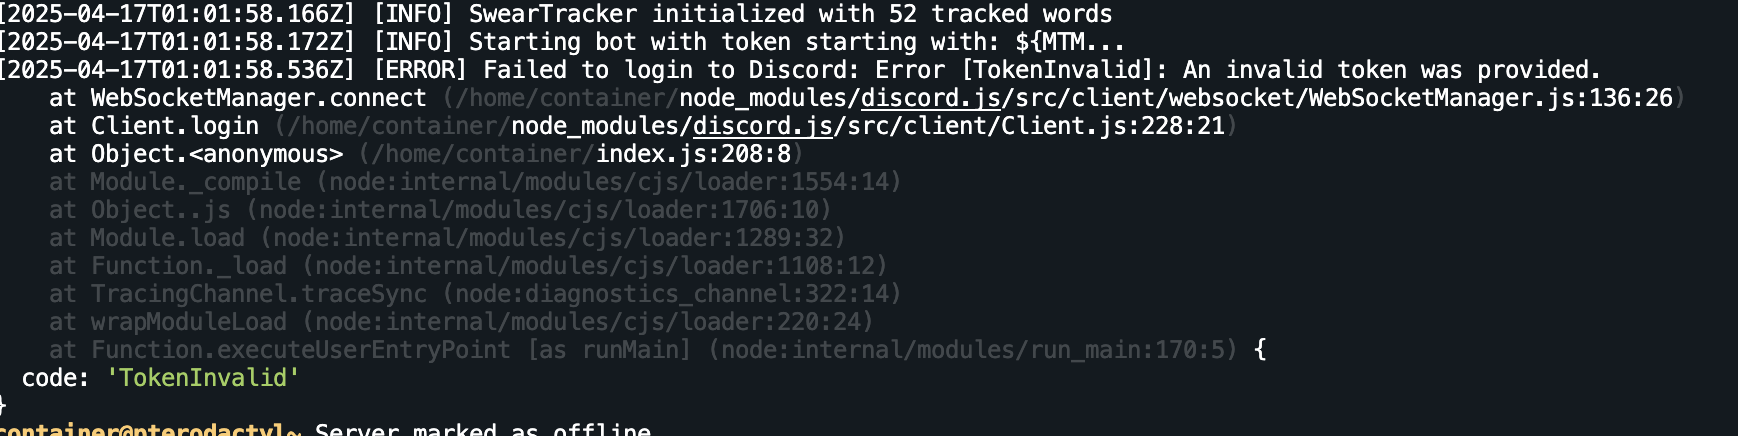 [2025-04-17T01:01:58.166Z] [INFO] SwearTracker initialized with 52 tracked words
[2025-04-17T01:01:58.172Z] [INFO] Starting bot with token starting with: ${MTM...
[2025-04-17T01:01:58.536Z] [ERROR] Failed to login to Discord: Error [TokenInvalid]: An invalid token was provided.
    at WebSocketManager.connect (/home/container/node_modules/discord.js/src/client/websocket/WebSocketManager.js:136:26)
    at Client.login (/home/container/node_modules/discord.js/src/client/Client.js:228:21)
    at Object.<anonymous> (/home/container/index.js:208:8)
    at Module._compile (node:internal/modules/cjs/loader:1554:14)
    at Object..js (node:internal/modules/cjs/loader:1706:10)
    at Module.load (node:internal/modules/cjs/loader:1289:32)
    at Function._load (node:internal/modules/cjs/loader:1108:12)
    at TracingChannel.traceSync (node:diagnostics_channel:322:14)
    at wrapModuleLoad (node:internal/modules/cjs/loader:220:24)
    at Function.executeUserEntryPoint [as runMain] (node:internal/modules/run_main:170:5) {
  code: 'TokenInvalid'
}
container@pterodactyl~ Server marked as offline